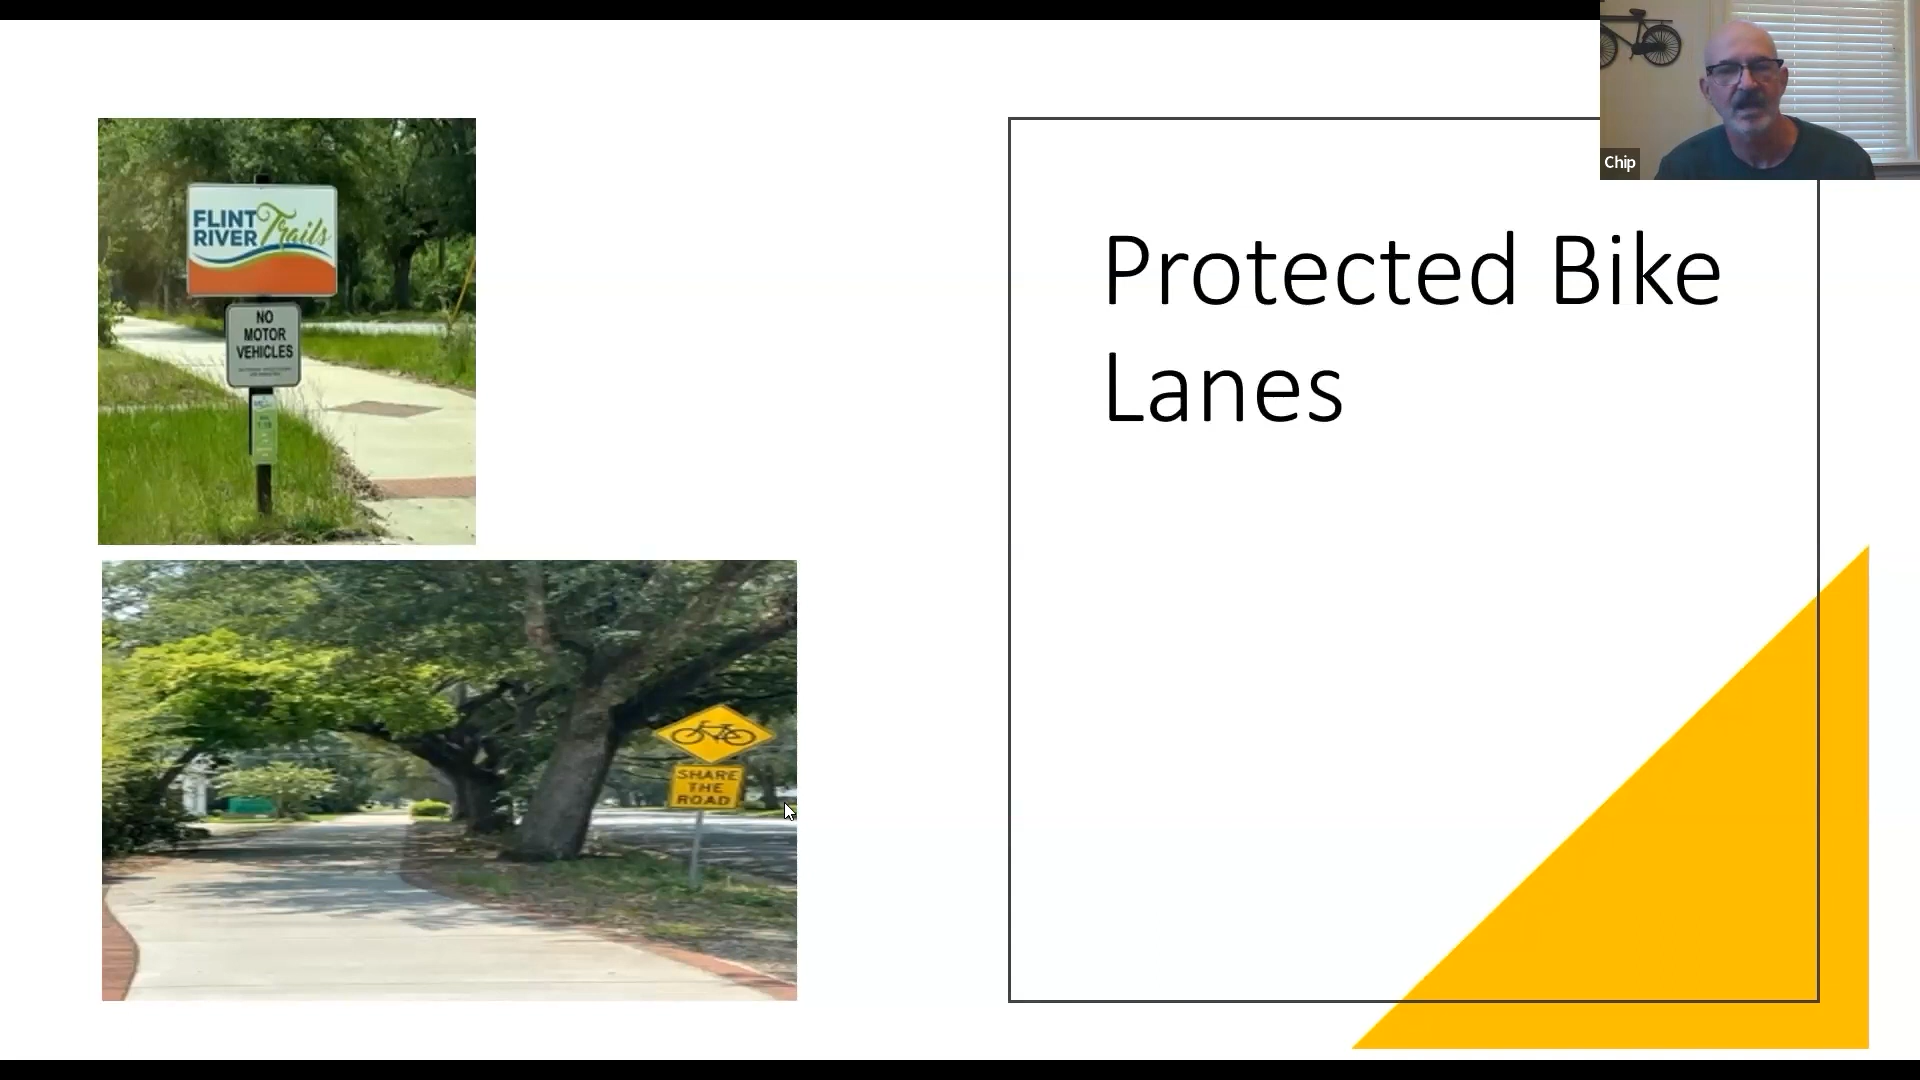 Chip
FLINT
RIVER Trails
NO
MOTOR
VEHICLES
Protected Bike
Lanes
SHARE
THE
ROAD